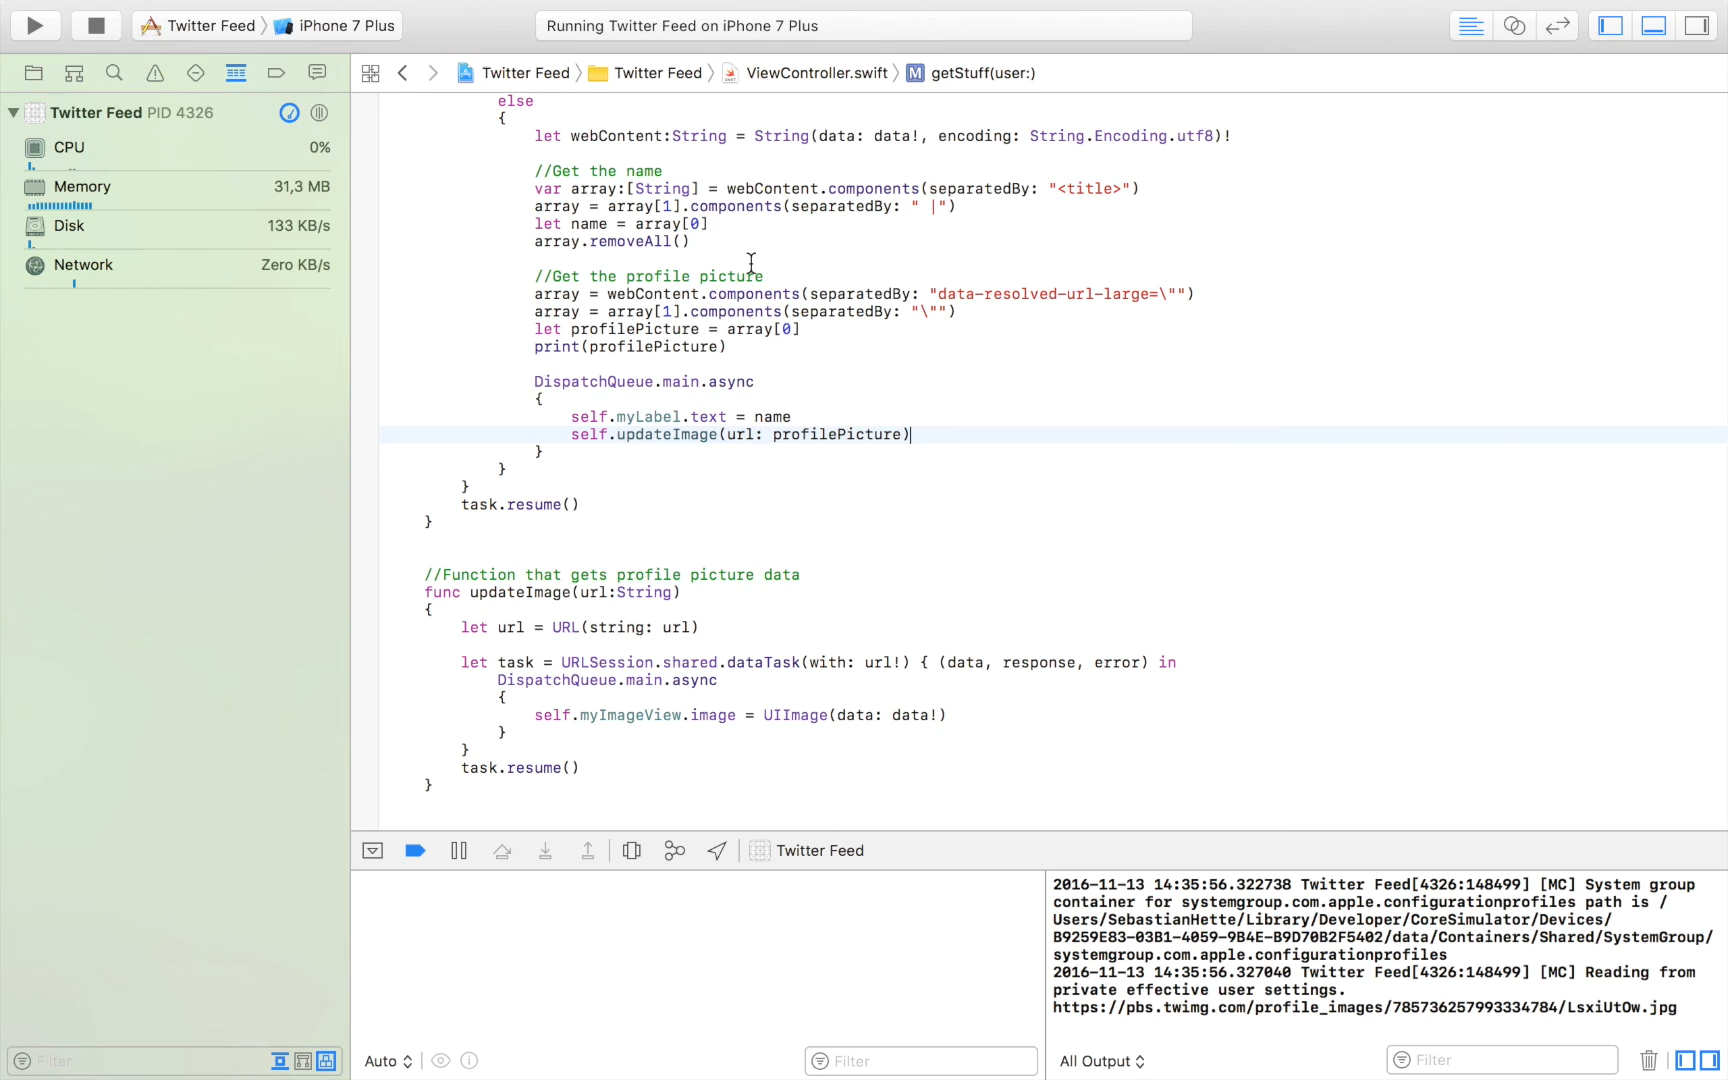 Twitter Feed 〉 iPhone 7 Plus
Running Twitter Feed on iPhone 7 Plus
Twitter Feed 〉 Twitter Feed 〉 ViewController.swift 〉 M getStuff(user:)
Twitter Feed PID 4326
CPU 0%
Memory 31,3 MB
Disk 133 KB/s
Network Zero KB/s
Filter
else
{
let webContent:String = String(data: data!, encoding: String.Encoding.utf8)!
//Get the name
var array:[String] = webContent.components(separatedBy: "<title>")
array = array[1].components(separatedBy: " |")
let name = array[0]
array.removeAll()
//Get the profile picture
array = webContent.components(separatedBy: "data-resolved-url-large=\"")
array = array[1].components(separatedBy: "\"")
let profilePicture = array[0]
print(profilePicture)
DispatchQueue.main.async
{
self.myLabel.text = name
self.updateImage(url: profilePicture)
}
}
}
task.resume()
}
//Function that gets profile picture data
func updateImage(url:String)
{
let url = URL(string: url)
let task = URLSession.shared.dataTask(with: url!) { (data, response, error) in
DispatchQueue.main.async
{
self.myImageView.image = UIImage(data: data!)
}
}
task.resume()
}
Twitter Feed
Auto
Filter
2016-11-13 14:35:56.322738 Twitter Feed[4326:148499] [MC] System group
container for systemgroup.com.apple.configurationprofiles path is /
Users/SebastianHette/Library/Developer/CoreSimulator/Devices/
B9259E83-03B1-4059-9B4E-B9D70B2F5402/data/Containers/Shared/SystemGroup/
systemgroup.com.apple.configurationprofiles
2016-11-13 14:35:56.327040 Twitter Feed[4326:148499] [MC] Reading from
private effective user settings.
https://pbs.twimg.com/profile_images/785736257993334784/LsxiUtOw.jpg
All Output
Filter